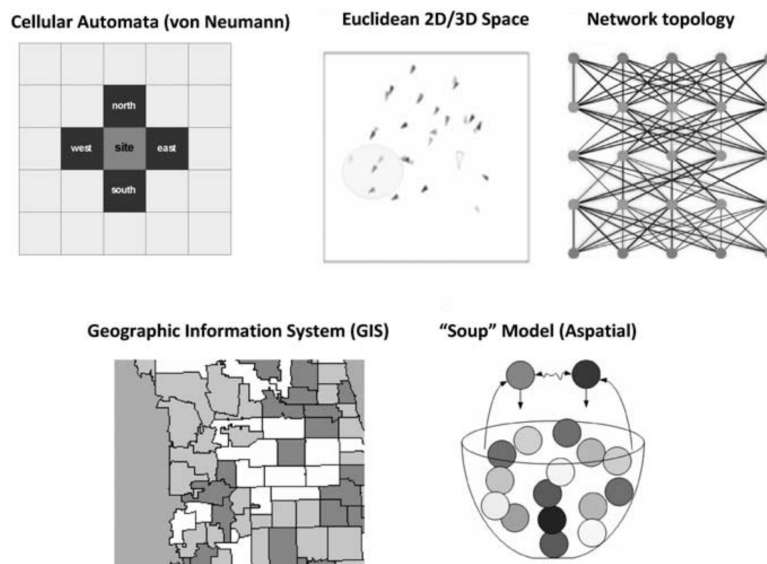 Cellular Automata (von Neumann)
Euclidean 2D/3D Space
Network topology
north
west
site
east
south
Geographic Information System (GIS)
“Soup” Model (Aspatial)